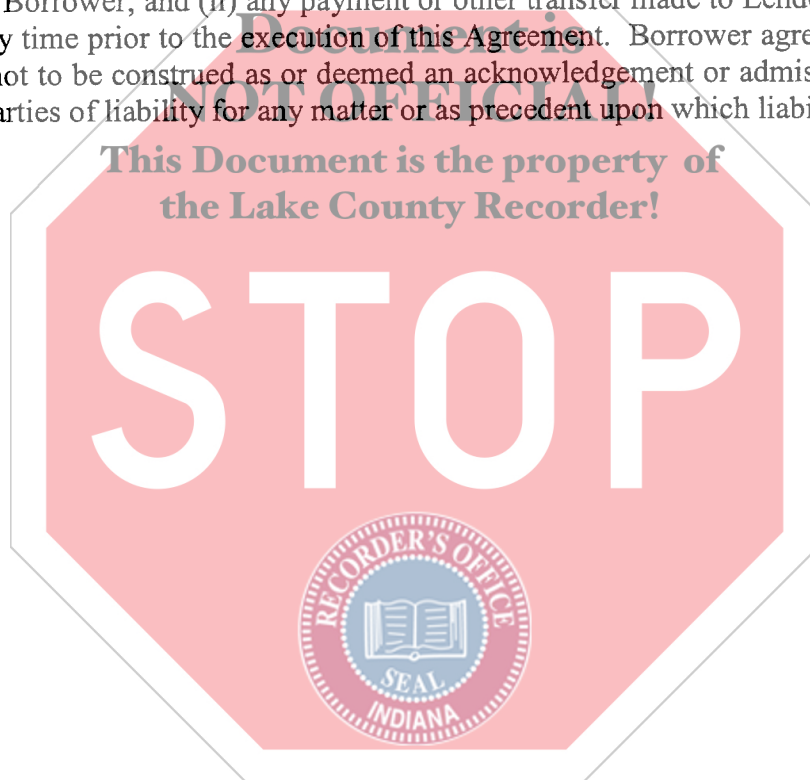 Borrower, and (ii) any payment or other transfer made to Lend
y time prior to the execution of this Agreement. Borrower agre
Document is
not to be construed as or deemed an acknowledgement or admis
NOT OFFICIAL!
arties of liability for any matter or as precedent upon which liabi
This Document is the property of
the Lake County Recorder!
STOP
RECORDER'S OFFICE
SEAL
INDIANA